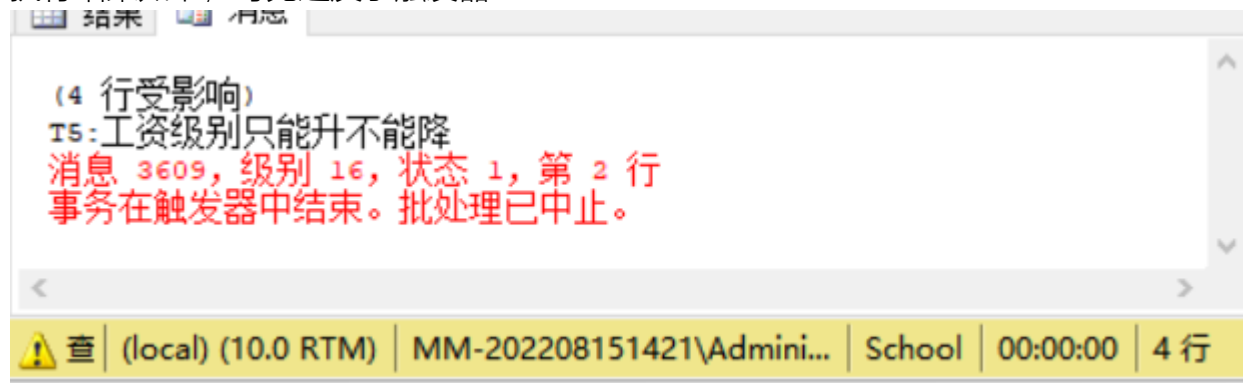 结果 消息
(4 行受影响)
T5:工资级别只能升不能降
消息 3609，级别 16，状态 1，第 2 行
事务在触发器中结束。批处理已中止。
查 (local) (10.0 RTM) MM-202208151421\Admini... School 00:00:00 4 行